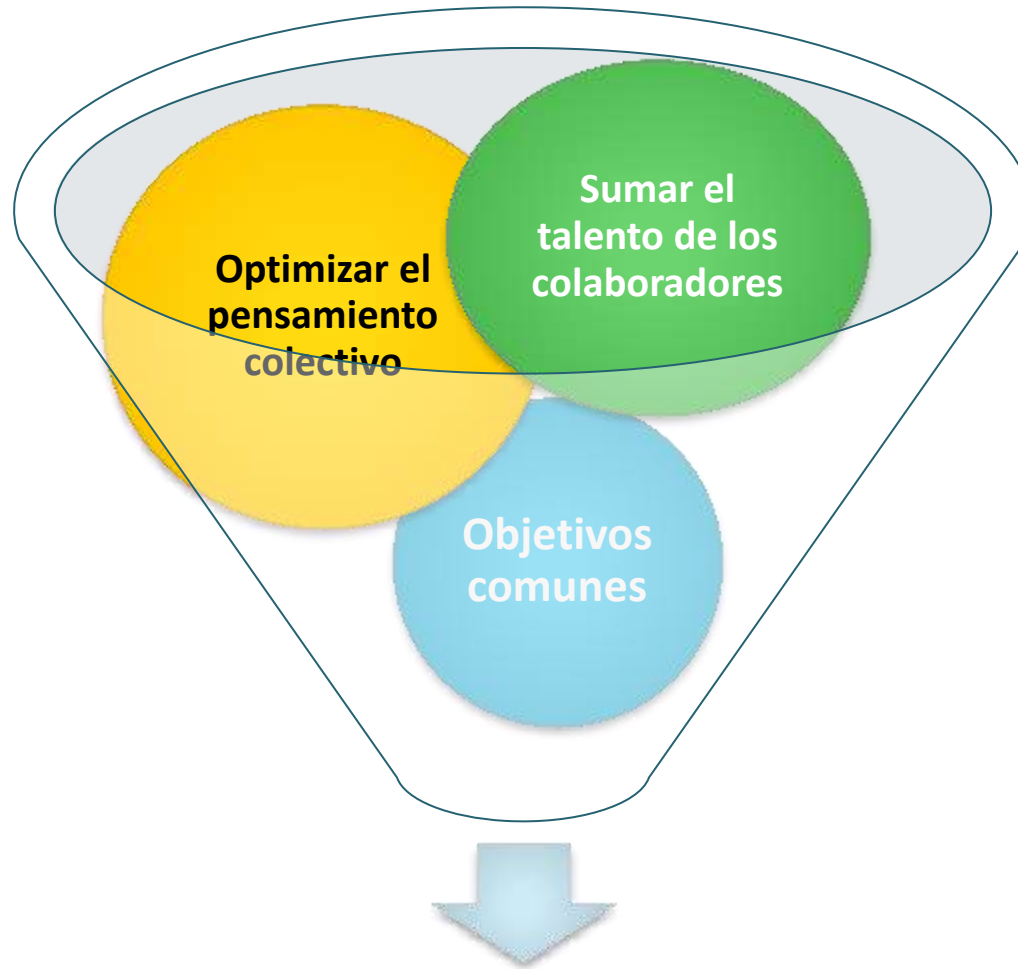 Optimizar el
pensamiento
colectivo
Sumar el
talento de los
colaboradores
Objetivos
comunes